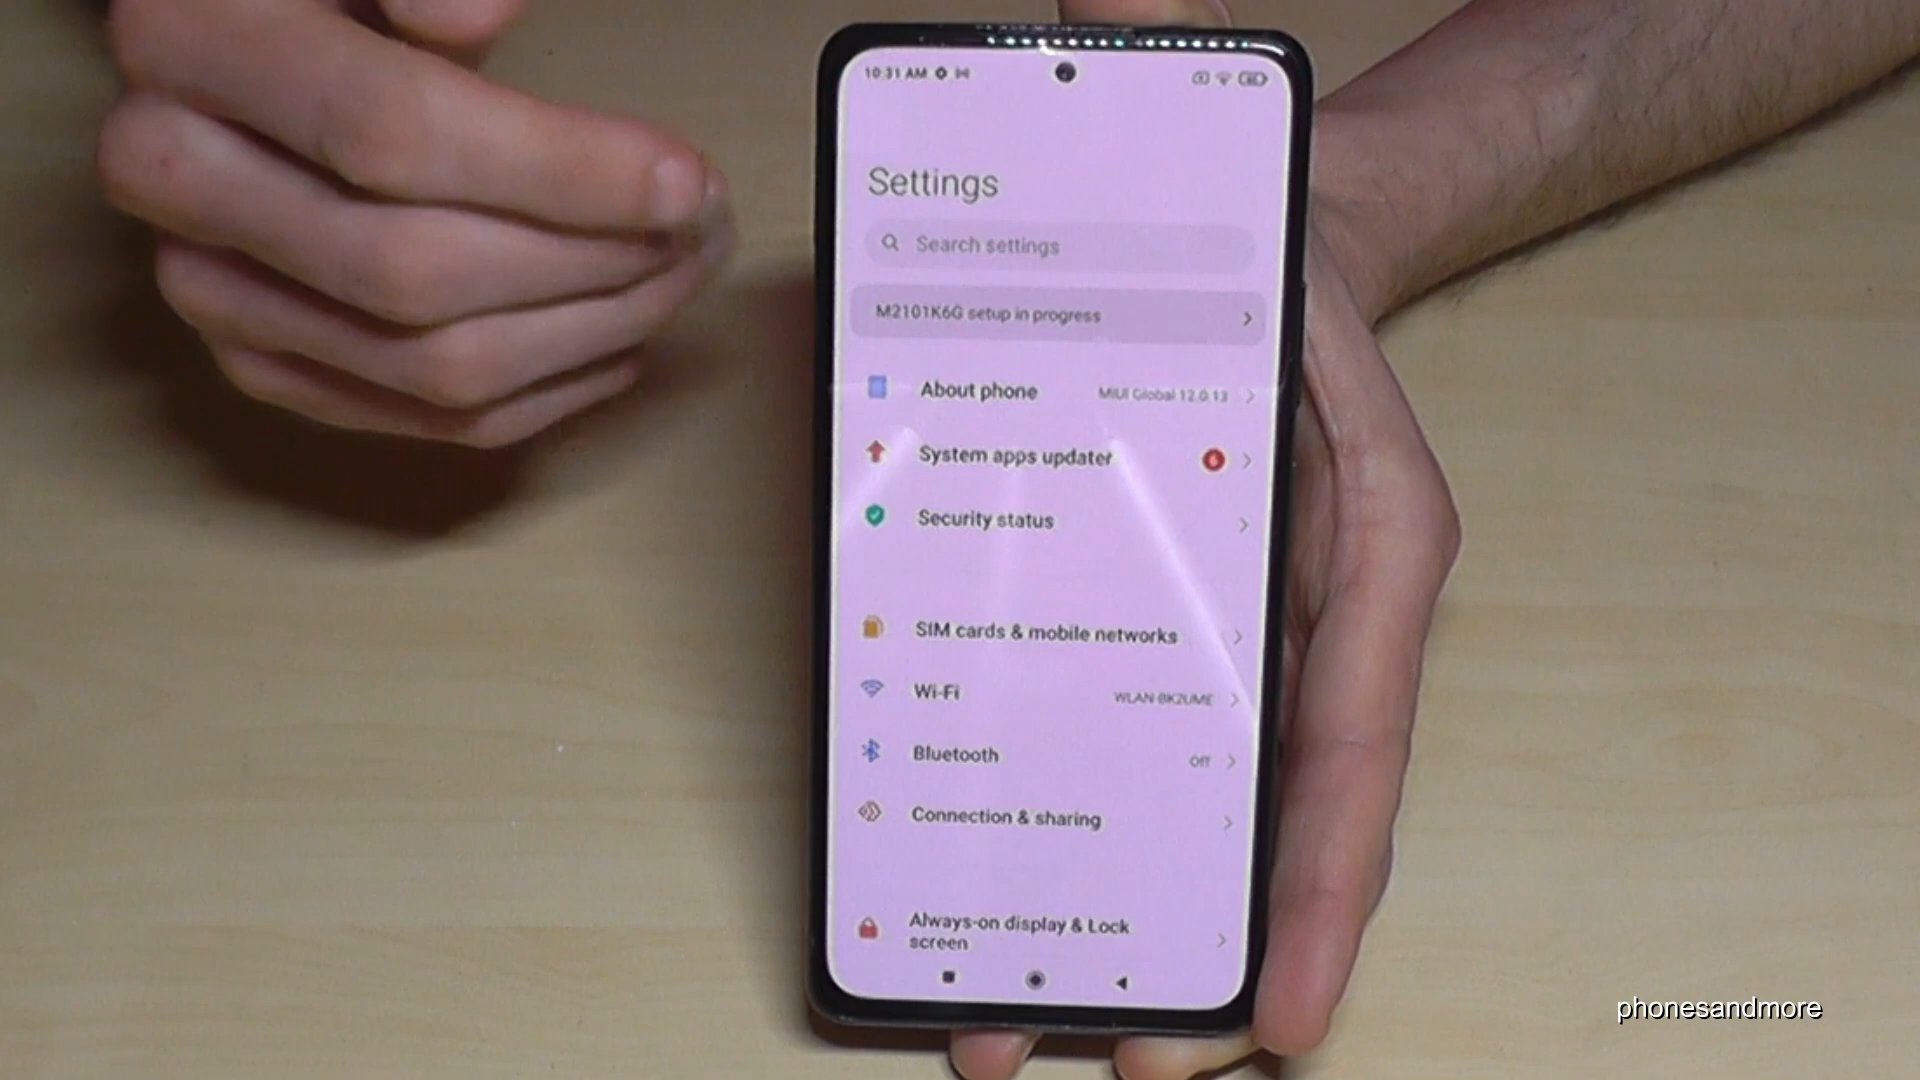 10:31 AM
Settings
Search settings
M2101K6G setup in progress
About phone MIUI Global 12.0.13
System apps updater
Security status
SIM cards & mobile networks
Wi-Fi WLAN-BK2UME
Bluetooth Off
Connection & sharing
Always-on display & Lock
screen
phonesandmore